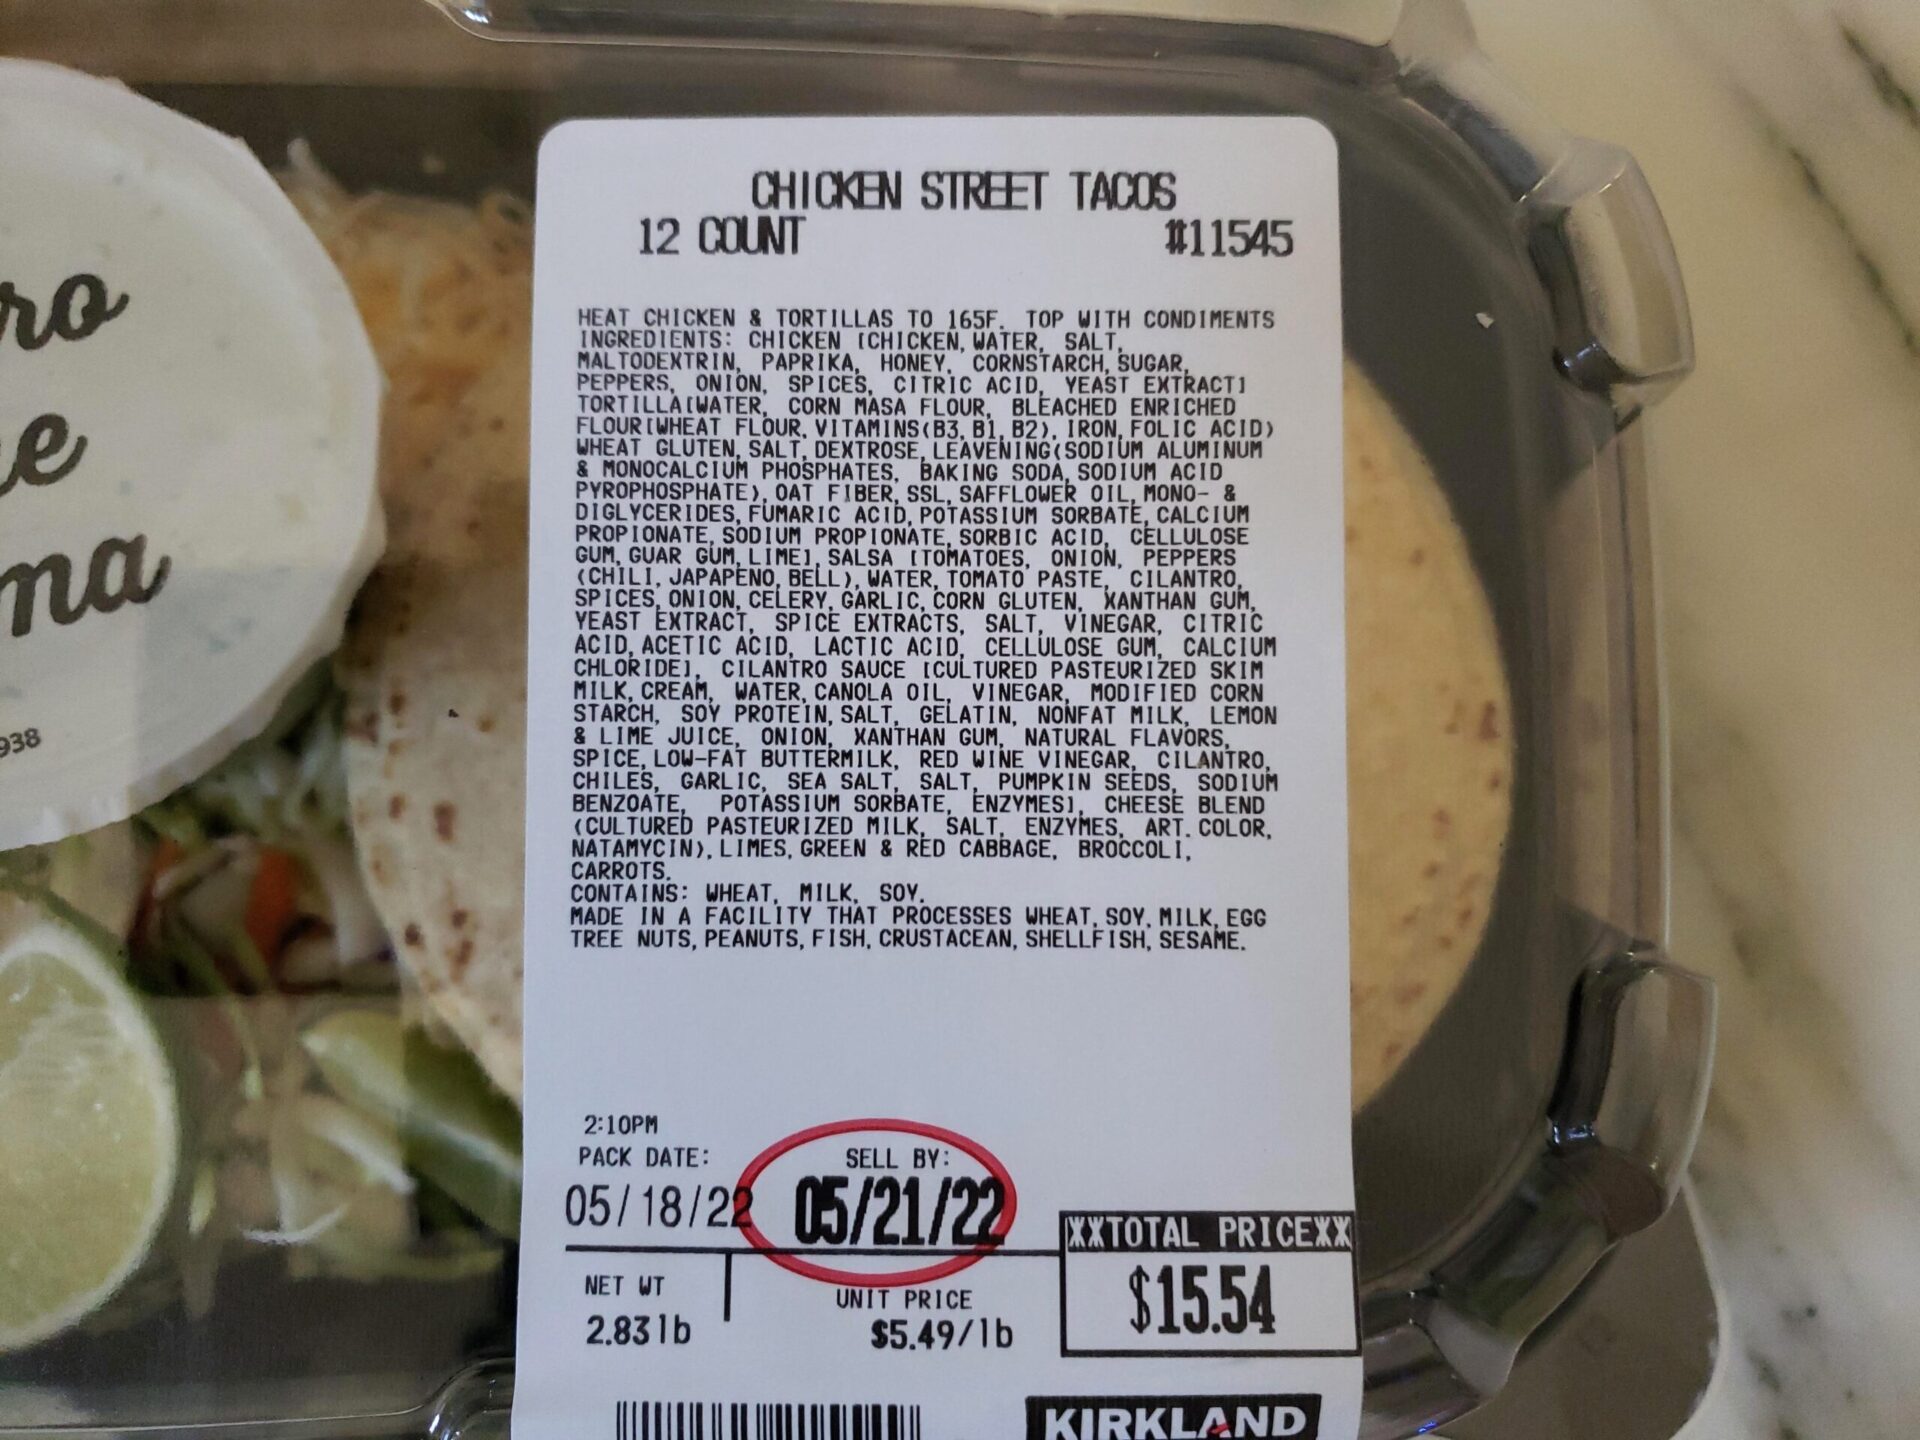 ro
ce
ma
938
CHICKEN STREET TACOS
12 COUNT #11545
HEAT CHICKEN & TORTILLAS TO 165F. TOP WITH CONDIMENTS
INGREDIENTS: CHICKEN [CHICKEN, WATER, SALT,
MALTODEXTRIN, PAPRIKA, HONEY, CORNSTARCH, SUGAR,
PEPPERS, ONION, SPICES, CITRIC ACID, YEAST EXTRACT]
TORTILLA[WATER, CORN MASA FLOUR, BLEACHED ENRICHED
FLOUR[WHEAT FLOUR, VITAMINS(B3, B1, B2), IRON, FOLIC ACID)
WHEAT GLUTEN, SALT, DEXTROSE, LEAVENING(SODIUM ALUMINUM
& MONOCALCIUM PHOSPHATES, BAKING SODA, SODIUM ACID
PYROPHOSPHATE), OAT FIBER, SSL, SAFFLOWER OIL, MONO- &
DIGLYCERIDES, FUMARIC ACID, POTASSIUM SORBATE, CALCIUM
PROPIONATE, SODIUM PROPIONATE, SORBIC ACID, CELLULOSE
GUM, GUAR GUM, LIME], SALSA [TOMATOES, ONION, PEPPERS
(CHILI, JAPAPENO, BELL), WATER, TOMATO PASTE, CILANTRO,
SPICES, ONION, CELERY, GARLIC, CORN GLUTEN, XANTHAN GUM,
YEAST EXTRACT, SPICE EXTRACTS, SALT, VINEGAR, CITRIC
ACID, ACETIC ACID, LACTIC ACID, CELLULOSE GUM, CALCIUM
CHLORIDE], CILANTRO SAUCE [CULTURED PASTEURIZED SKIM
MILK, CREAM, WATER, CANOLA OIL, VINEGAR, MODIFIED CORN
STARCH, SOY PROTEIN, SALT, GELATIN, NONFAT MILK, LEMON
& LIME JUICE, ONION, XANTHAN GUM, NATURAL FLAVORS,
SPICE, LOW-FAT BUTTERMILK, RED WINE VINEGAR, CILANTRO,
CHILES, GARLIC, SEA SALT, SALT, PUMPKIN SEEDS, SODIUM
BENZOATE, POTASSIUM SORBATE, ENZYMES], CHEESE BLEND
(CULTURED PASTEURIZED MILK, SALT, ENZYMES, ART. COLOR,
NATAMYCIN), LIMES, GREEN & RED CABBAGE, BROCCOLI,
CARROTS.
CONTAINS: WHEAT, MILK, SOY.
MADE IN A FACILITY THAT PROCESSES WHEAT, SOY, MILK, EGG
TREE NUTS, PEANUTS, FISH, CRUSTACEAN, SHELLFISH, SESAME.
2:10PM
PACK DATE: SELL BY:
05/18/22 05/21/22
XXTOTAL PRICEXX
$15.54
NET WT UNIT PRICE
2.83lb $5.49/lb
KIRKLAND